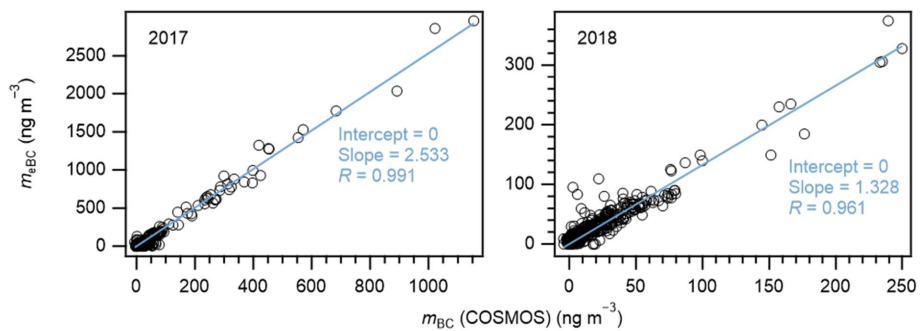 2017
2500
2000
1500
1000
500
0
m_eBC (ng m⁻³)
Intercept = 0
Slope = 2.533
R = 0.991
0 200 400 600 800 1000
2018
300
200
100
0
Intercept = 0
Slope = 1.328
R = 0.961
0 50 100 150 200 250
m_BC (COSMOS) (ng m⁻³)